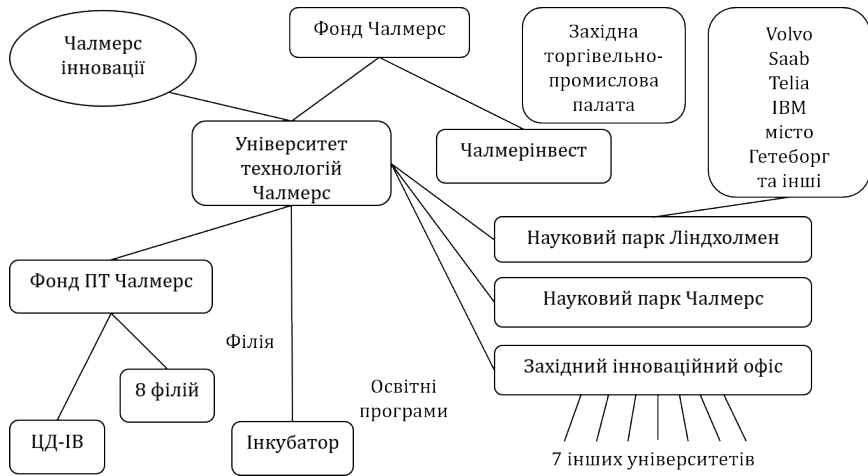 Чалмерс
інновації
Фонд Чалмерс
Західна
торгівельно-
промислова
палата
Volvo
Saab
Telia
IBM
місто
Гетеборг
та інші
Університет
технологій
Чалмерс
Чалмерінвест
Науковий парк Ліндхолмен
Фонд ПТ Чалмерс
Науковий парк Чалмерс
Філія
Західний інноваційний офіс
8 філій
Освітні
програми
ЦД-ІВ
Інкубатор
7 інших університетів